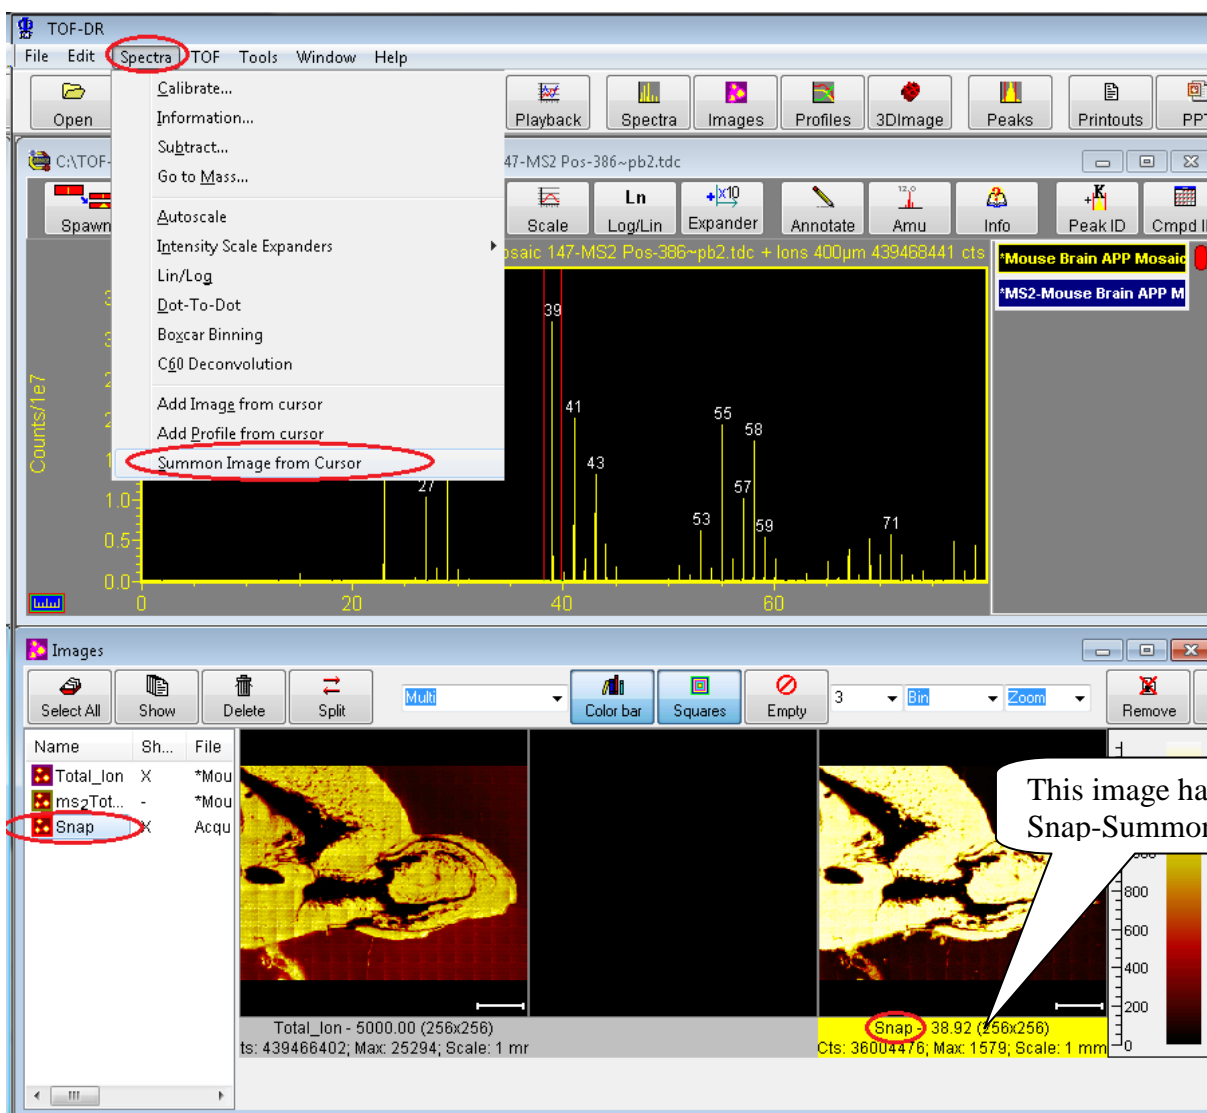 TOF-DR
File Edit Spectra TOF Tools Window Help
Calibrate...
Information...
Subtract...
Go to Mass...
Autoscale
Intensity Scale Expanders
Lin/Log
Dot-To-Dot
Boxcar Binning
C60 Deconvolution
Add Image from cursor
Add Profile from cursor
Summon Image from Cursor
Open Playback Spectra Images Profiles 3DImage Peaks Printouts PPT
C:\TOF- 47-MS2 Pos-386~pb2.tdc
Spawn Scale Ln Log/Lin x10 Expander Annotate 12.0 Amu Info K Peak ID Cmpd I
saic 147-MS2 Pos-386~pb2.tdc + Ions 400µm 439468441 cts
*Mouse Brain APP Mosaic
*MS2-Mouse Brain APP M
Counts/1e7
39
41
55
58
43
27
57
53
59
71
1.0
0.5
0.0
0 20 40 60
Images
Select All Show Delete Split Multi Color bar Squares Empty 3 Bin Zoom Remove
Name Sh... File
Total_Ion X *Mou
ms2Tot... - *Mou
Snap X Acqu
This image ha
Snap-Summon
800
600
400
200
0
Total_Ion - 5000.00 (256x256)
ts: 439466402; Max: 25294; Scale: 1 mr
Snap - 38.92 (256x256)
Cts: 36004476; Max: 1579; Scale: 1 mm